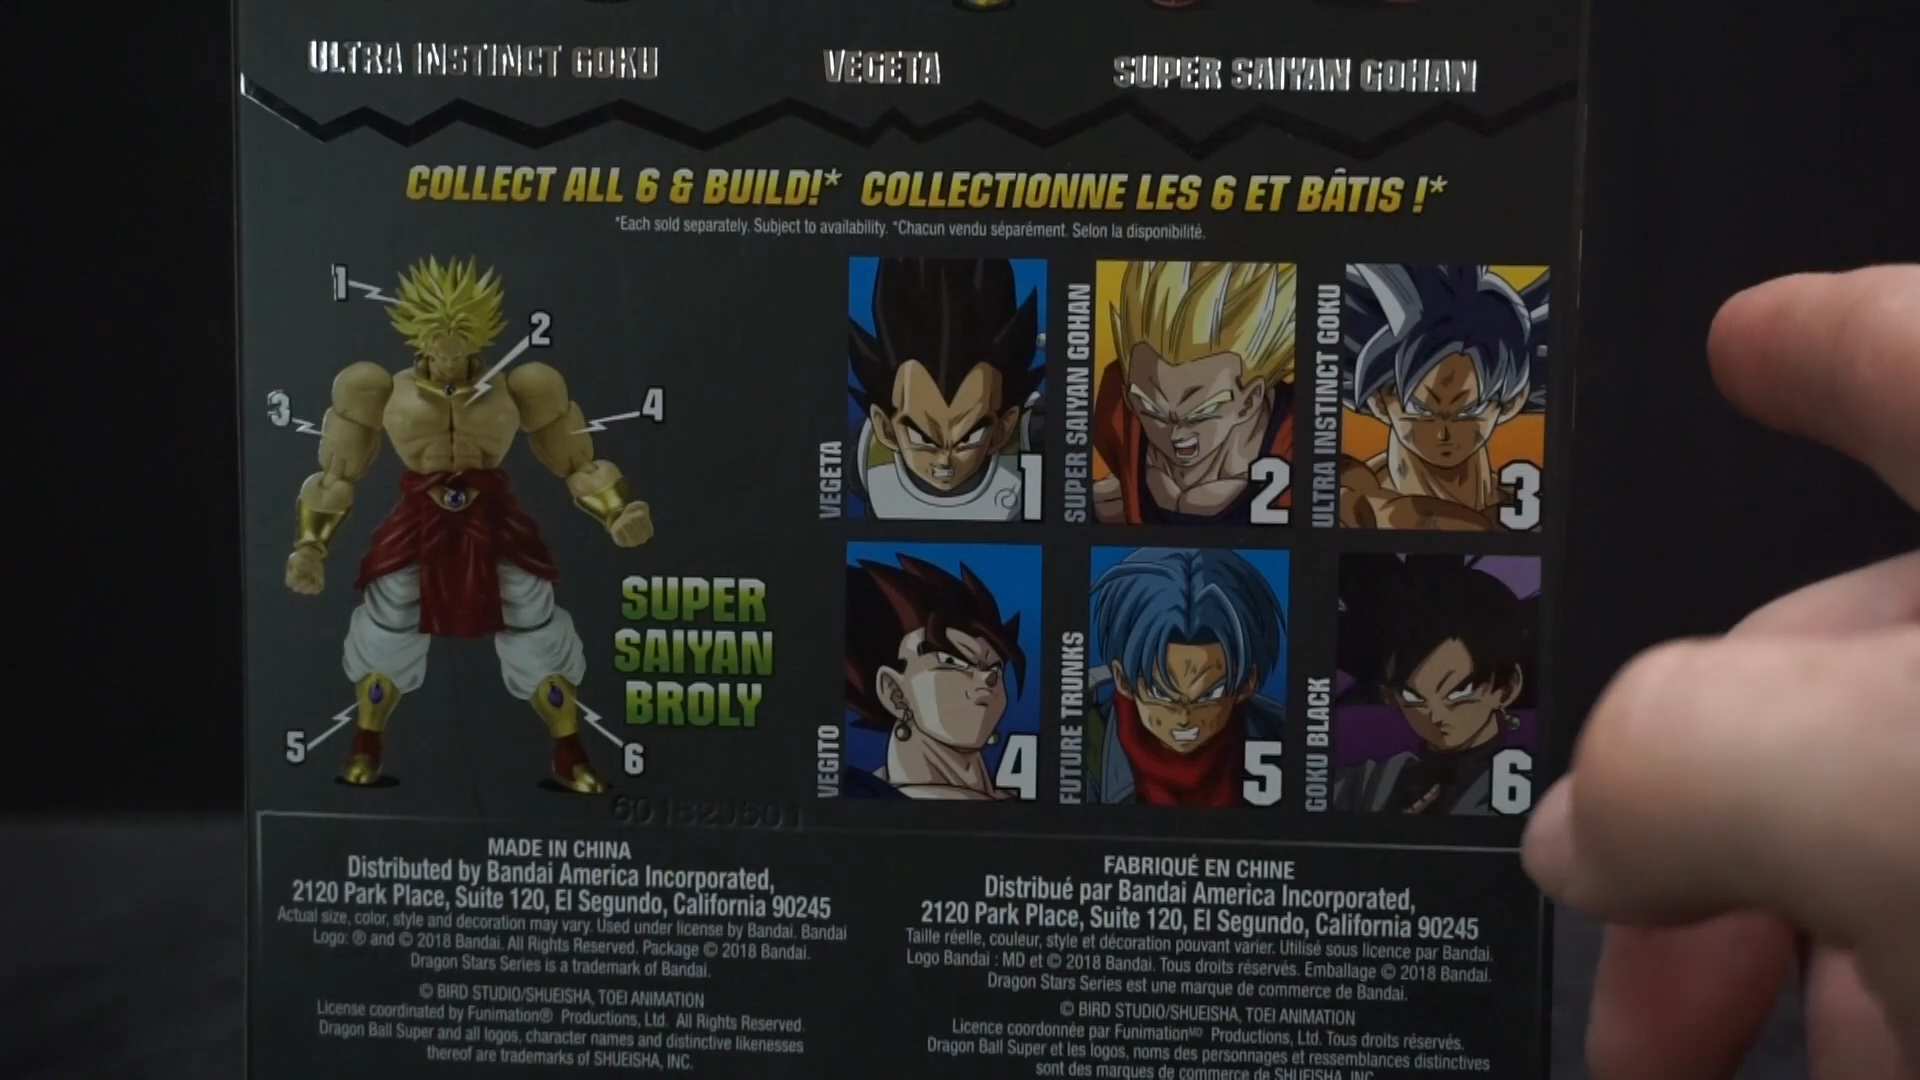 ULTRA INSTINCT GOKU
VEGETA
SUPER SAIYAN GOHAN
COLLECT ALL 6 & BUILD!* COLLECTIONNE LES 6 ET BÂTIS !*
*Each sold separately. Subject to availability. *Chacun vendu séparément. Selon la disponibilité.
1
2
3
4
5
6
SUPER
SAIYAN
BROLY
VEGETA
1
SUPER SAIYAN GOHAN
2
ULTRA INSTINCT GOKU
3
VEGITO
4
FUTURE TRUNKS
5
GOKU BLACK
6
MADE IN CHINA
Distributed by Bandai America Incorporated,
2120 Park Place, Suite 120, El Segundo, California 90245
Actual size, color, style and decoration may vary. Used under license by Bandai. Bandai
Logo: ® and © 2018 Bandai. All Rights Reserved. Package © 2018 Bandai.
Dragon Stars Series is a trademark of Bandai.
© BIRD STUDIO/SHUEISHA, TOEI ANIMATION
License coordinated by Funimation® Productions, Ltd. All Rights Reserved.
Dragon Ball Super and all logos, character names and distinctive likenesses
thereof are trademarks of SHUEISHA, INC.
FABRIQUÉ EN CHINE
Distribué par Bandai America Incorporated,
2120 Park Place, Suite 120, El Segundo, California 90245
Taille réelle, couleur, style et décoration pouvant varier. Utilisé sous licence par Bandai.
Logo Bandai : MD et © 2018 Bandai. Tous droits réservés. Emballage © 2018 Bandai.
Dragon Stars Series est une marque de commerce de Bandai.
© BIRD STUDIO/SHUEISHA, TOEI ANIMATION
Licence coordonnée par Funimationᴹᴰ Productions, Ltd. Tous droits réservés.
Dragon Ball Super et les logos, noms des personnages et ressemblances distinctives
sont des marques de commerce de SHUEISHA, INC.